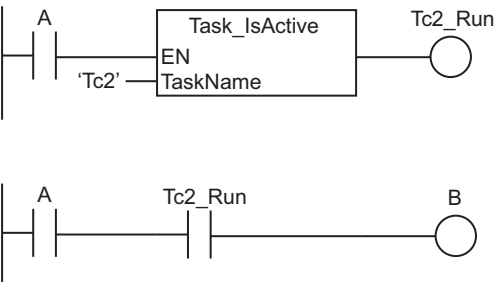 A Task_IsActive Tc2_Run
EN
‘Tc2’ TaskName
A Tc2_Run B